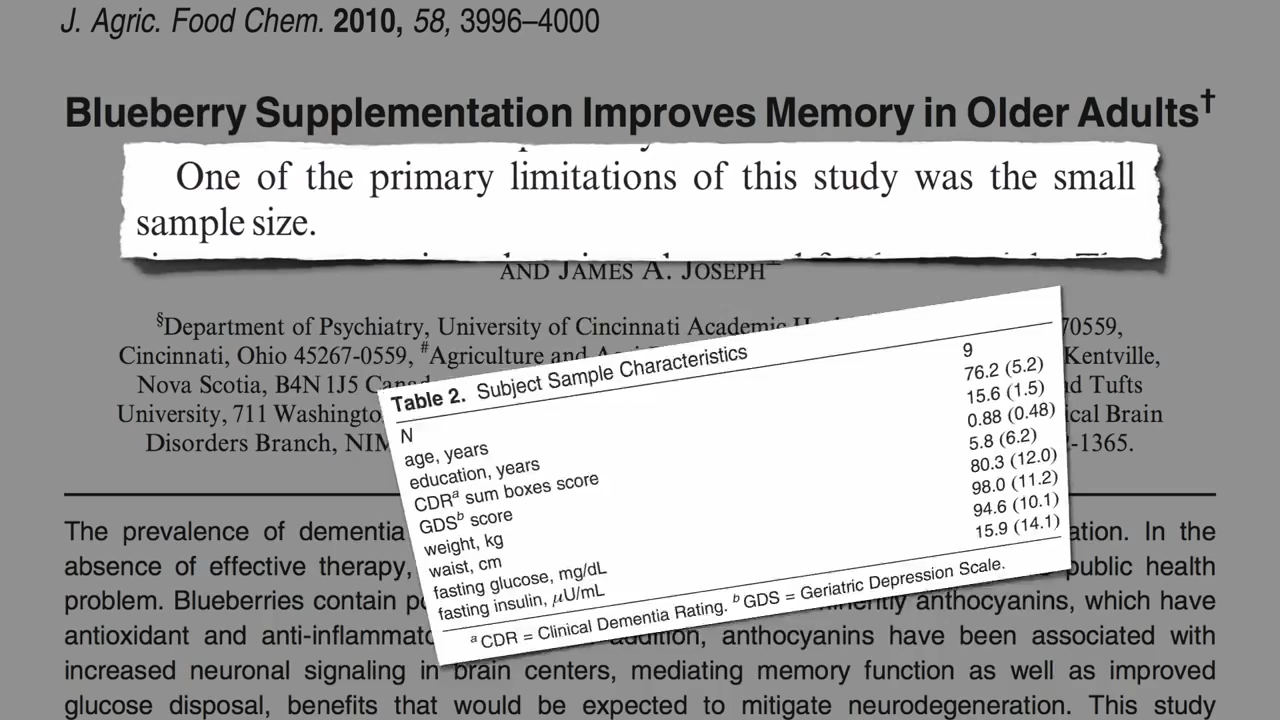 J. Agric. Food Chem. 2010, 58, 3996–4000
Blueberry Supplementation Improves Memory in Older Adults†
One of the primary limitations of this study was the small
sample size.
AND JAMES A. JOSEPH
§Department of Psychiatry, University of Cincinnati Academic 70559,
Cincinnati, Ohio 45267-0559, #Agriculture and Kentville,
Nova Scotia, B4N 1J5 Tufts
University, 711 Brain
Disorders Branch, -1365.
Table 2. Subject Sample Characteristics
N 9
age, years 76.2 (5.2)
education, years 15.6 (1.5)
CDRa sum boxes score 0.88 (0.48)
GDSb score 5.8 (6.2)
weight, kg 80.3 (12.0)
waist, cm 98.0 (11.2)
fasting glucose, mg/dL 94.6 (10.1)
fasting insulin, μU/mL 15.9 (14.1)
a CDR = Clinical Dementia Rating. b GDS = Geriatric Depression Scale.
The prevalence of dementia In the
absence of effective therapy, public health
problem. Blueberries contain anthocyanins, which have
antioxidant and addition, anthocyanins have been associated with
increased neuronal signaling in brain centers, mediating memory function as well as improved
glucose disposal, benefits that would be expected to mitigate neurodegeneration. This study